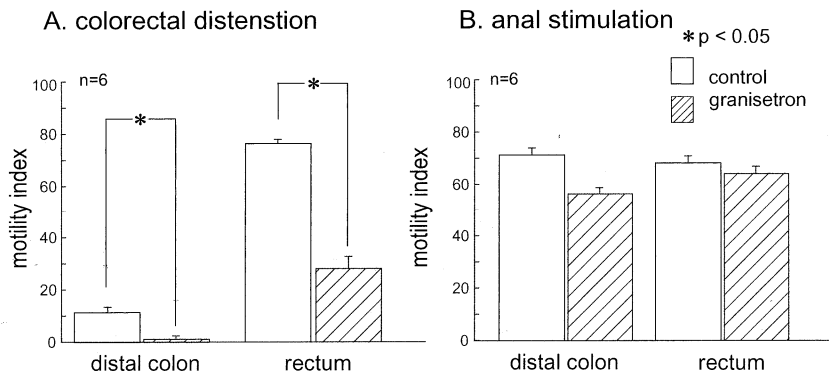 A. colorectal distenstion
B. anal stimulation
*p < 0.05
control
granisetron
n=6
100
80
60
40
20
0
motility index
*
*
distal colon
rectum
n=6
100
80
60
40
20
0
motility index
distal colon
rectum